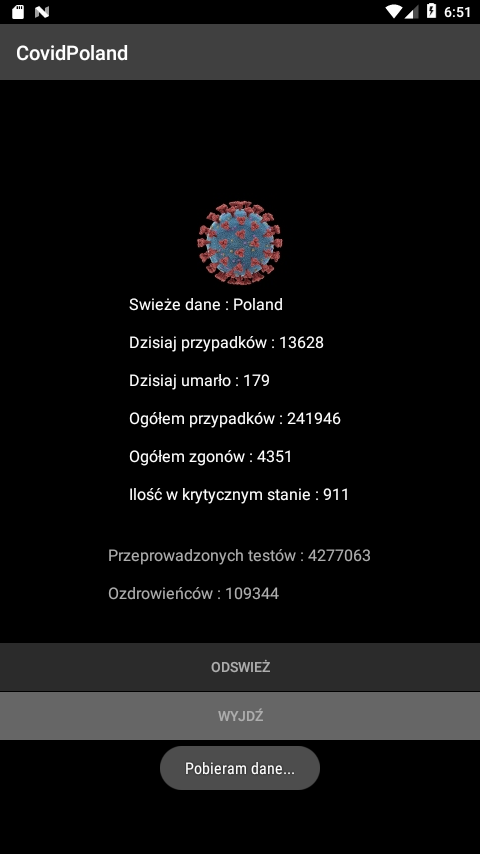 6:51
CovidPoland
Swieże dane : Poland
Dzisiaj przypadków : 13628
Dzisiaj umarło : 179
Ogółem przypadków : 241946
Ogółem zgonów : 4351
Ilość w krytycznym stanie : 911
Przeprowadzonych testów : 4277063
Ozdrowieńców : 109344
ODSWIEŻ
WYJDŹ
Pobieram dane...